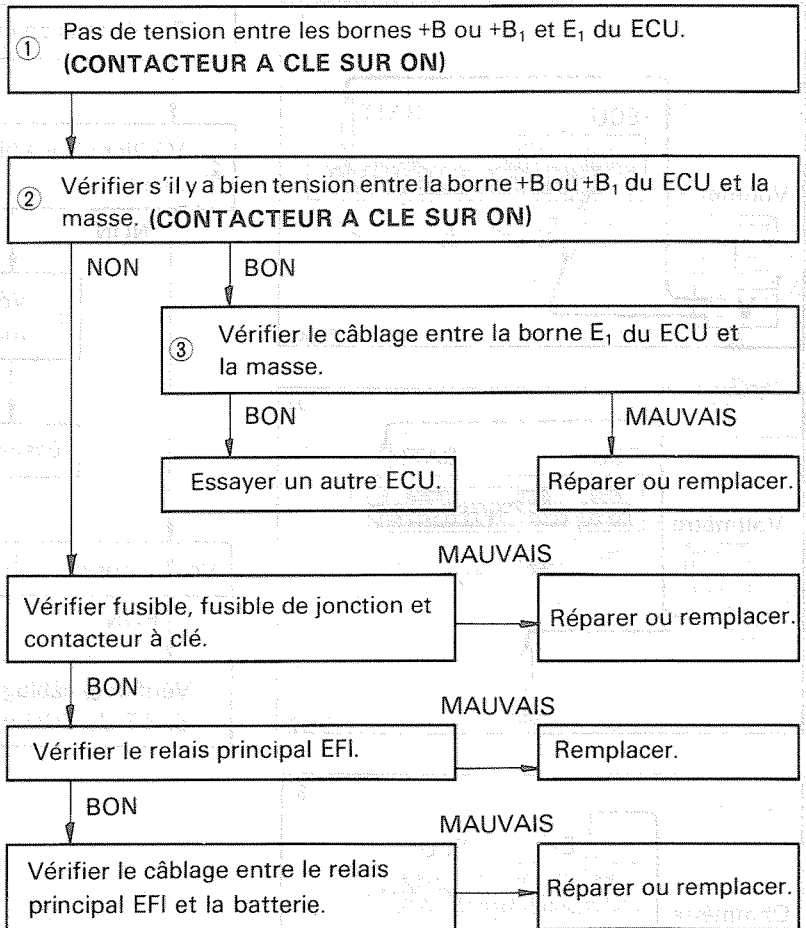 ① Pas de tension entre les bornes +B ou +B₁ et E₁ du ECU.
(CONTACTEUR A CLE SUR ON)
② Vérifier s'il y a bien tension entre la borne +B ou +B₁ du ECU et la
masse. (CONTACTEUR A CLE SUR ON)
NON BON
③ Vérifier le câblage entre la borne E₁ du ECU et
la masse.
BON MAUVAIS
Essayer un autre ECU. Réparer ou remplacer.
MAUVAIS
Vérifier fusible, fusible de jonction et
contacteur à clé.
Réparer ou remplacer.
BON
MAUVAIS
Vérifier le relais principal EFI. Remplacer.
BON
MAUVAIS
Vérifier le câblage entre le relais
principal EFI et la batterie.
Réparer ou remplacer.